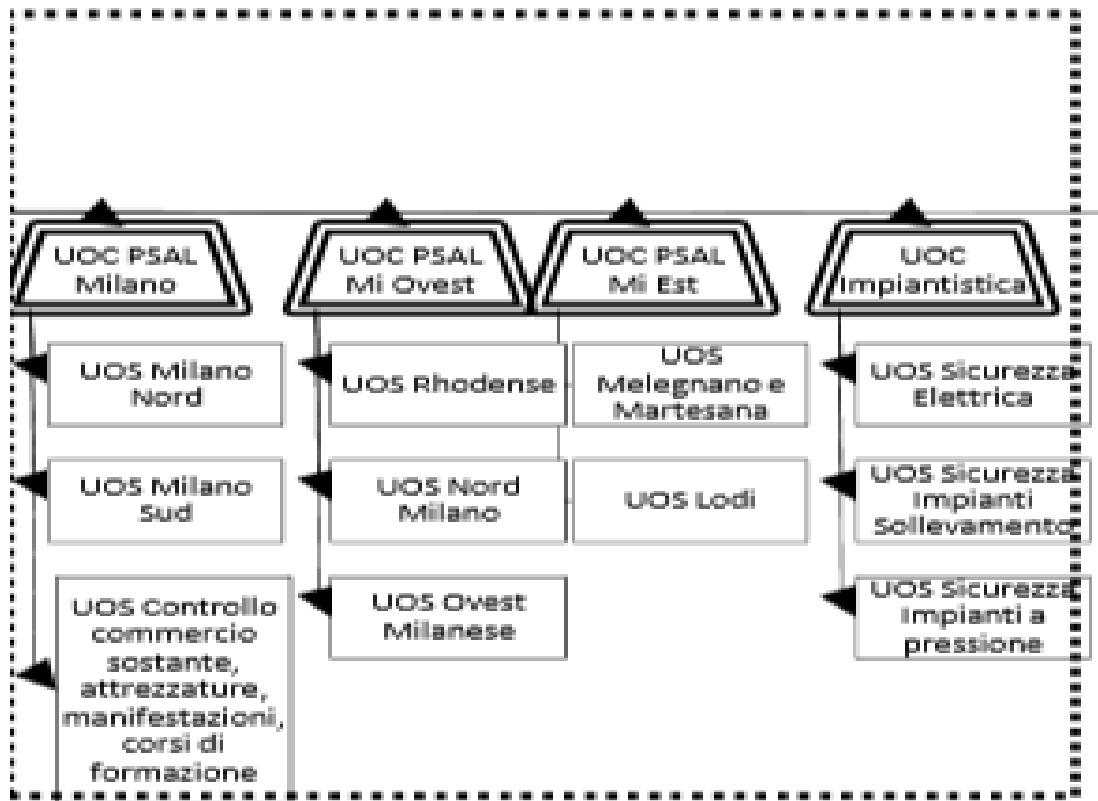 UOC PSAL
Milano
UOC PSAL
Mi Ovest
UOC PSAL
Mi Est
UOC
Impiantistica
UOS Milano
Nord
UOS Rhodense
UOS
Melegnano e
Martesana
UOS Sicurezza
Elettrica
UOS Milano
Sud
UOS Nord
Milano
UOS Lodi
UOS Sicurezza
Impianti
Sollevamento
UOS Controllo
commercio
sostante,
attrezzature,
manifestazioni,
corsi di
formazione
UOS Ovest
Milanese
UOS Sicurezza
Impianti a
pressione